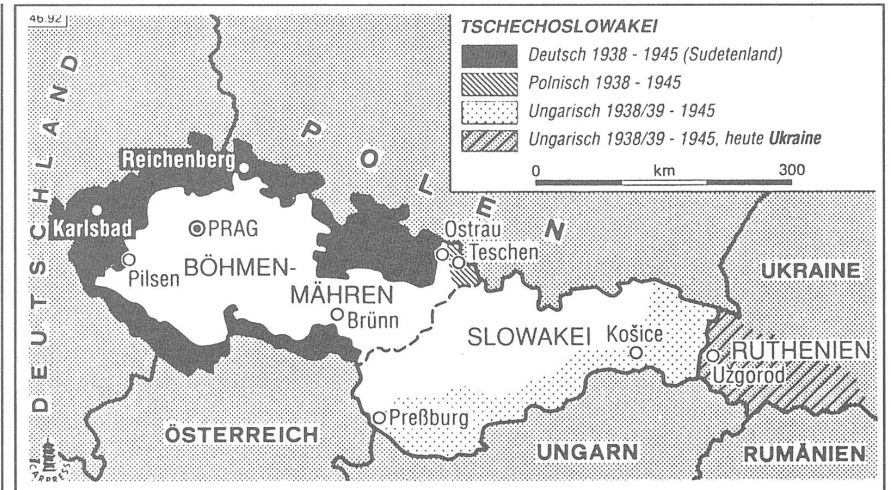 46.92
TSCHECHOSLOWAKEI
Deutsch 1938 - 1945 (Sudetenland)
Polnisch 1938 - 1945
Ungarisch 1938/39 - 1945
Ungarisch 1938/39 - 1945, heute Ukraine
0 km 300
DEUTSCHLAND
POLEN
Reichenberg
Karlsbad
PRAG
Pilsen
BÖHMEN-
MÄHREN
Brünn
Ostrau
Teschen
UKRAINE
SLOWAKEI
Košice
RUTHENIEN
Uzgorod
Preßburg
ÖSTERREICH
UNGARN
RUMÄNIEN